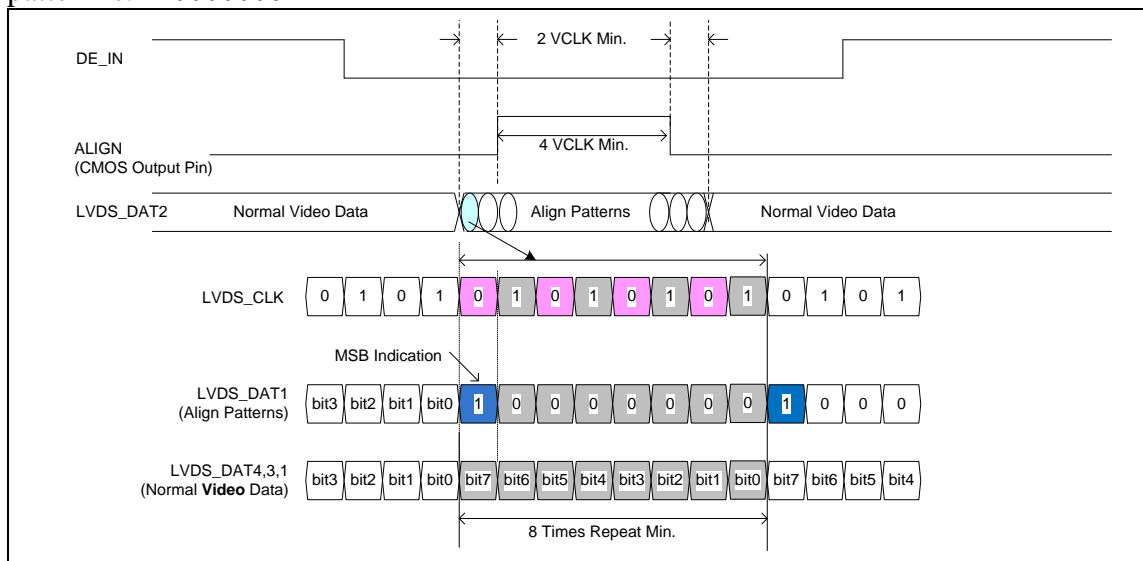 DE_IN
2 VCLK Min.
ALIGN
(CMOS Output Pin)
4 VCLK Min.
LVDS_DAT2
Normal Video Data
Align Patterns
Normal Video Data
LVDS_CLK
0 1 0 1 0 1 0 1 0 1 0 1 0 1 0 1
MSB Indication
LVDS_DAT1
(Align Patterns)
bit3 bit2 bit1 bit0 1 0 0 0 0 0 0 0 1 0 0 0
LVDS_DAT4,3,1
(Normal Video Data)
bit3 bit2 bit1 bit0 bit7 bit6 bit5 bit4 bit3 bit2 bit1 bit0 bit7 bit6 bit5 bit4
8 Times Repeat Min.